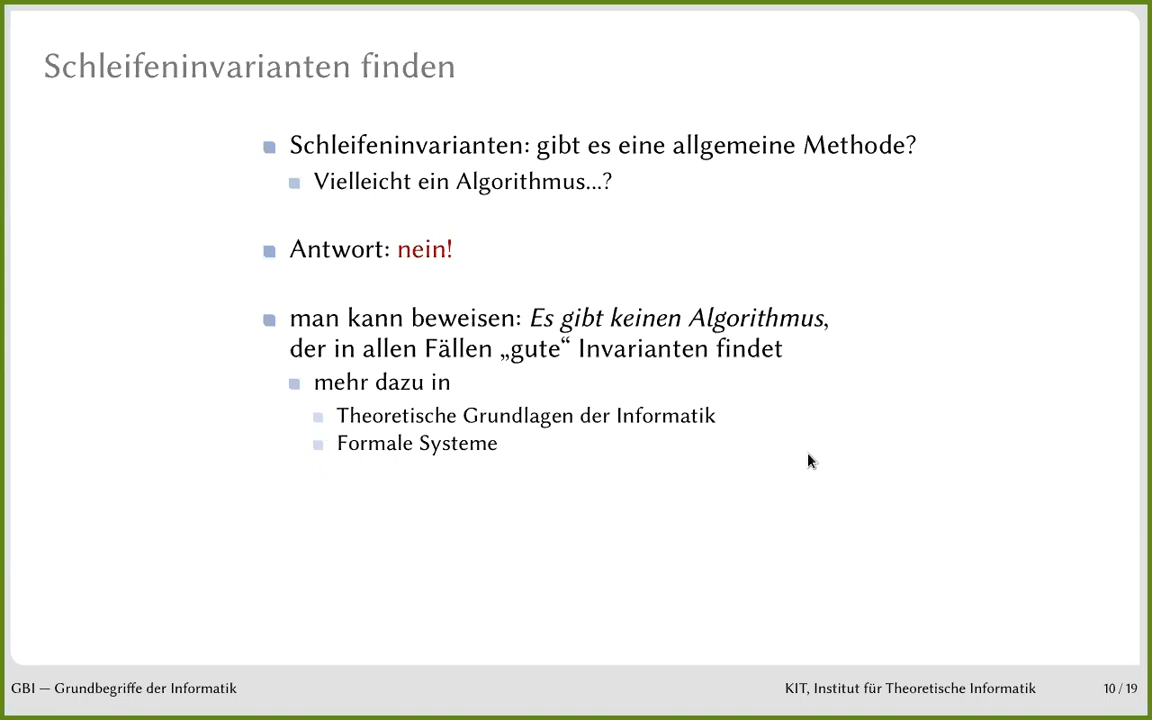 Schleifeninvarianten finden
Schleifeninvarianten: gibt es eine allgemeine Methode?
Vielleicht ein Algorithmus...?
Antwort: nein!
man kann beweisen: Es gibt keinen Algorithmus,
der in allen Fällen „gute“ Invarianten findet
mehr dazu in
Theoretische Grundlagen der Informatik
Formale Systeme
GBI — Grundbegriffe der Informatik
KIT, Institut für Theoretische Informatik
10 / 19